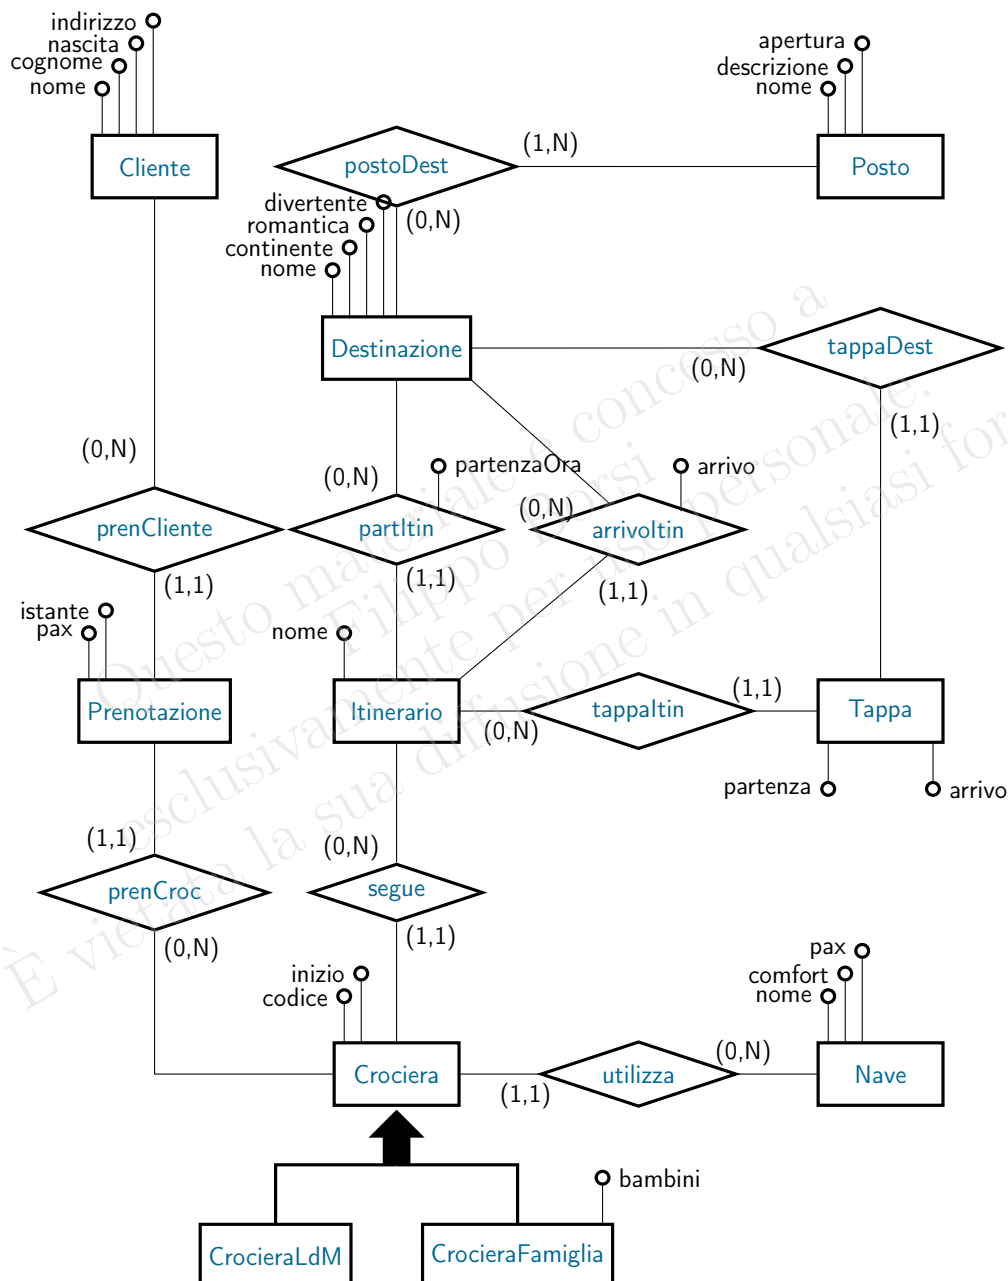 indirizzo
nascita
cognome
nome
Cliente
apertura
descrizione
nome
Posto
postoDest
(1,N)
(0,N)
divertente
romantica
continente
nome
Destinazione
(0,N)
tappaDest
(1,1)
(0,N)
prenCliente
(1,1)
(0,N)
partenzaOra
partItin
(1,1)
arrivo
(0,N)
arrivoItin
(1,1)
istante
pax
Prenotazione
nome
Itinerario
(0,N)
tappaItin
(1,1)
Tappa
partenza
arrivo
(1,1)
prenCroc
(0,N)
(0,N)
segue
(1,1)
inizio
codice
Crociera
(1,1)
utilizza
(0,N)
pax
comfort
nome
Nave
bambini
CrocieraLdM
CrocieraFamiglia
Questo materiale è concesso a
Filippo
esclusivamente per uso personale.
È vietata la sua diffusione in qualsiasi for